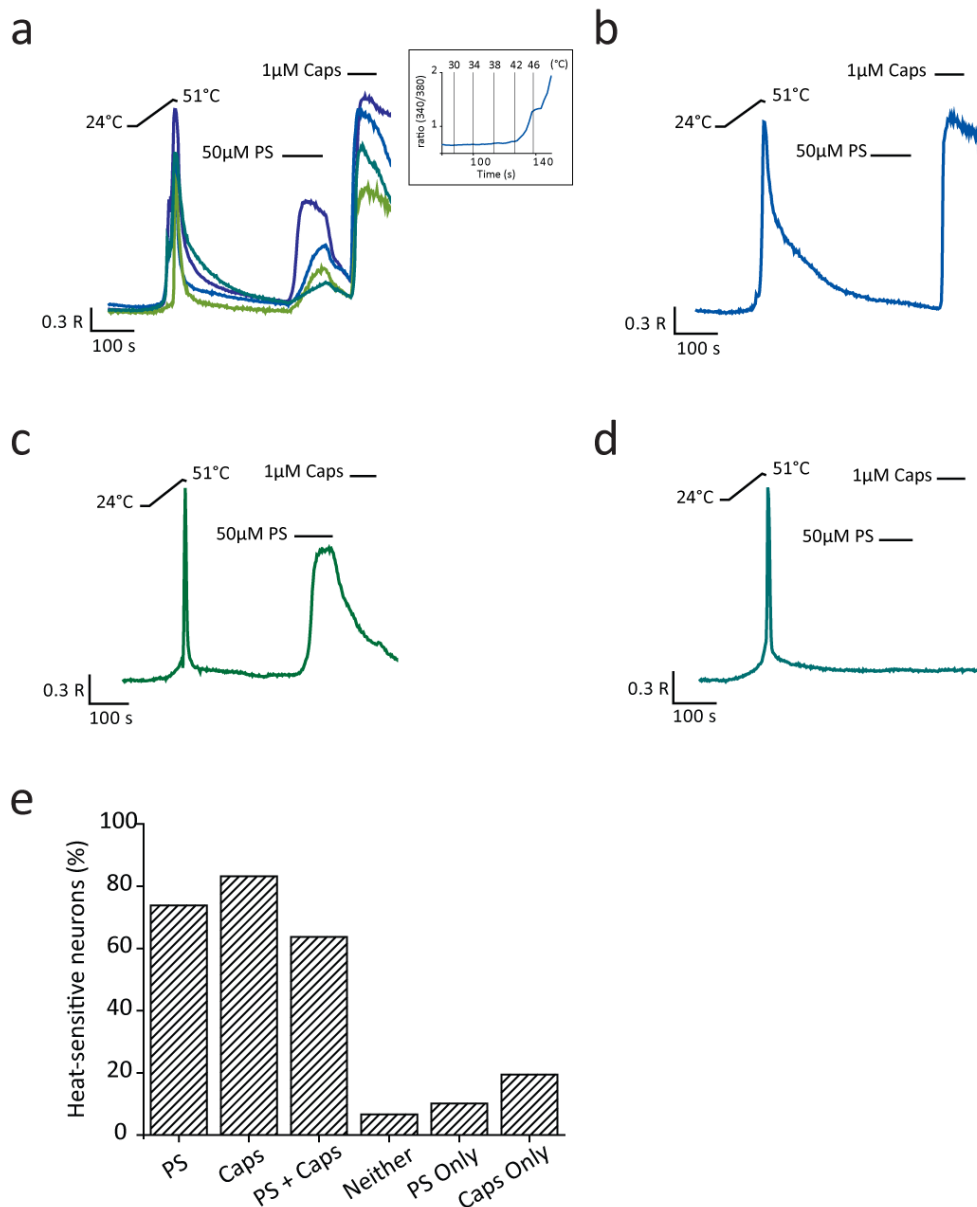 a
1µM Caps
51°C
24°C
50µM PS
0.3 R
100 s
30 34 38 42 46 (°C)
2
1
ratio (340/380)
100 140
Time (s)
b
1µM Caps
51°C
24°C
50µM PS
0.3 R
100 s
c
1µM Caps
51°C
24°C
50µM PS
0.3 R
100 s
d
1µM Caps
51°C
24°C
50µM PS
0.3 R
100 s
e
Heat-sensitive neurons (%)
100
80
60
40
20
0
PS
Caps
PS + Caps
Neither
PS Only
Caps Only